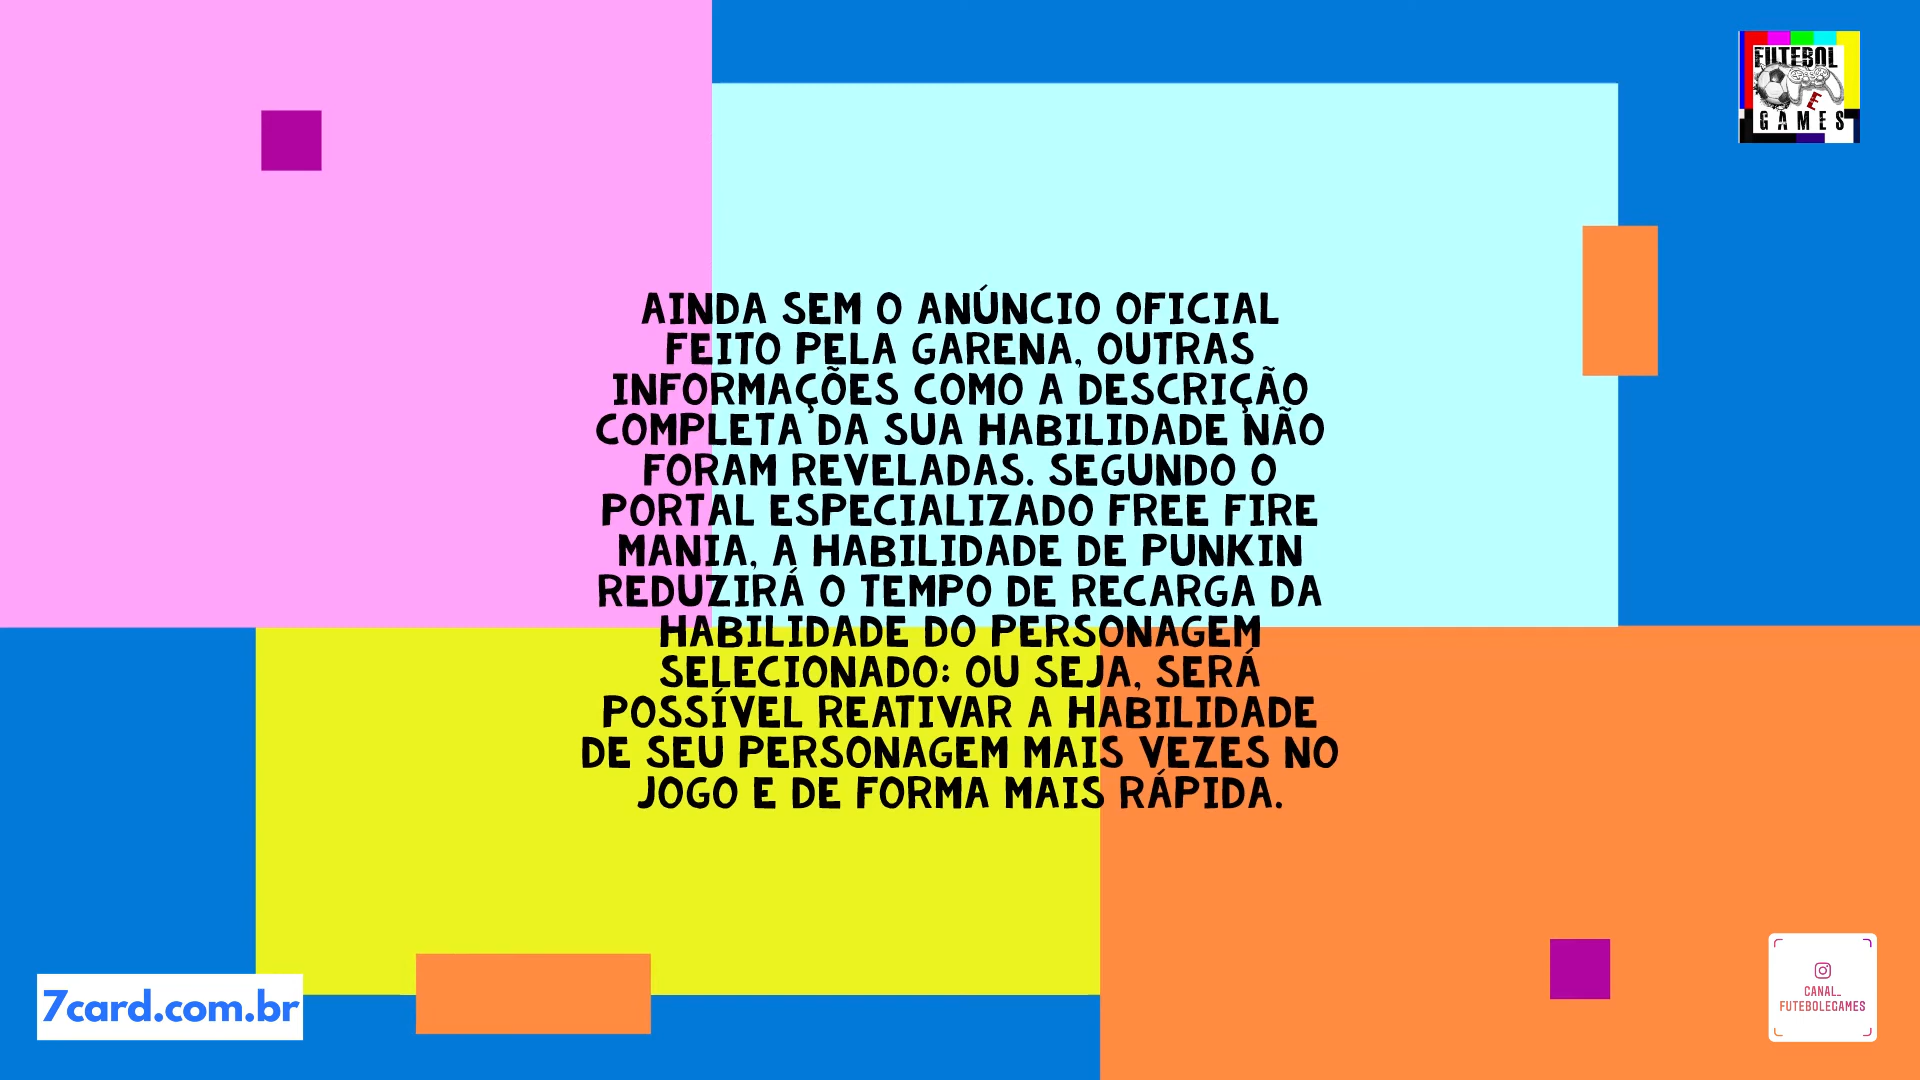 FUTEBOL
GAMES
AINDA SEM O ANÚNCIO OFICIAL
FEITO PELA GARENA, OUTRAS
INFORMAÇÕES COMO A DESCRIÇÃO
COMPLETA DA SUA HABILIDADE NÃO
FORAM REVELADAS. SEGUNDO O
PORTAL ESPECIALIZADO FREE FIRE
MANIA, A HABILIDADE DE PUNKIN
REDUZIRÁ O TEMPO DE RECARGA DA
HABILIDADE DO PERSONAGEM
SELECIONADO: OU SEJA, SERÁ
POSSÍVEL REATIVAR A HABILIDADE
DE SEU PERSONAGEM MAIS VEZES NO
JOGO E DE FORMA MAIS RÁPIDA.
7card.com.br
CANAL_
FUTEBOLEGAMES